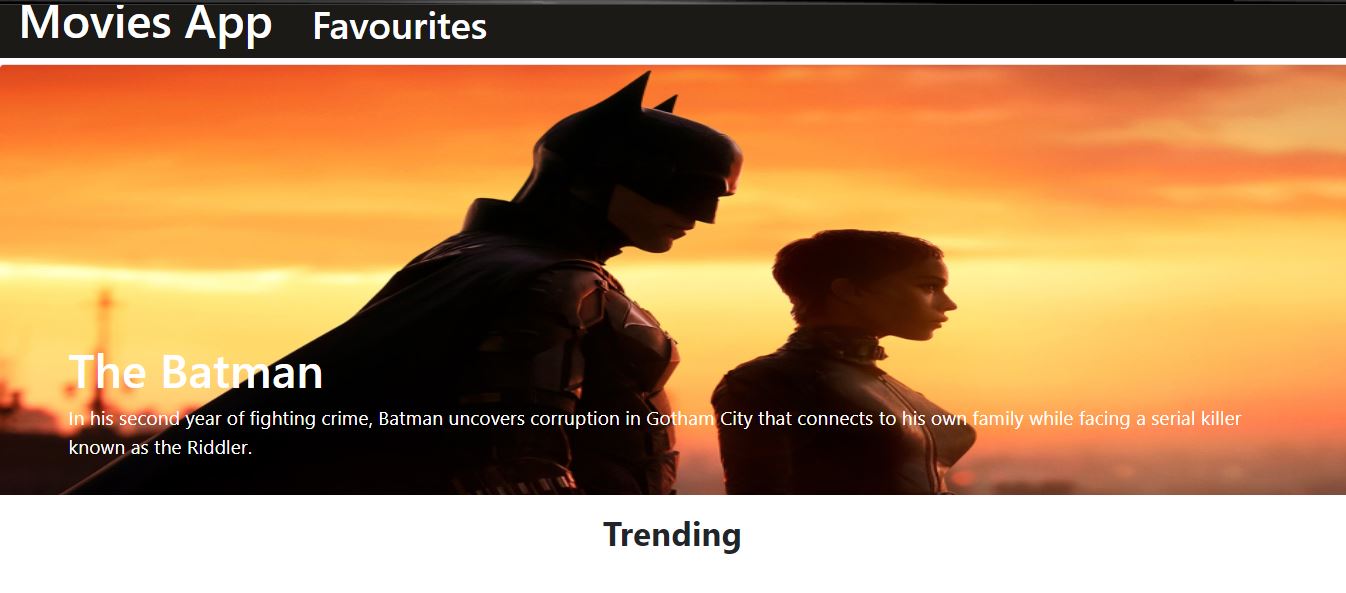 Movies App Favourites
The Batman
In his second year of fighting crime, Batman uncovers corruption in Gotham City that connects to his own family while facing a serial killer
known as the Riddler.
Trending